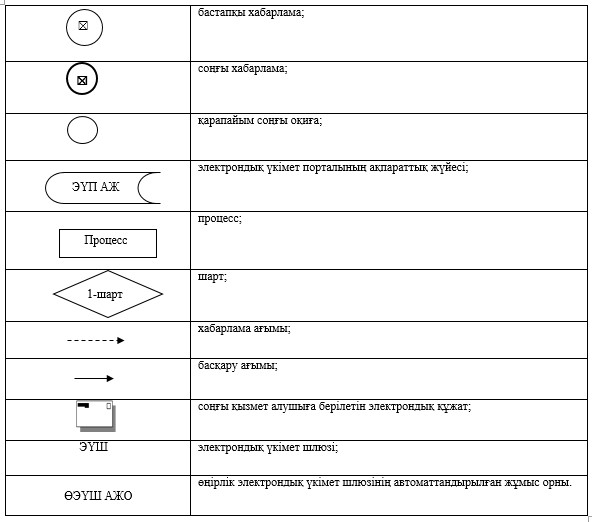 бастапқы хабарлама;
соңғы хабарлама;
қарапайым соңғы оқиға;
ЭҮП АЖ
электрондық үкімет порталының ақпараттық жүйесі;
Процесс
процесс;
1-шарт
шарт;
хабарлама ағымы;
басқару ағымы;
соңғы қызмет алушыға берілетін электрондық құжат;
ЭҮШ
электрондық үкімет шлюзі;
ӨЭҮШ АЖО
өңірлік электрондық үкімет шлюзінің автоматтандырылған жұмыс орны.